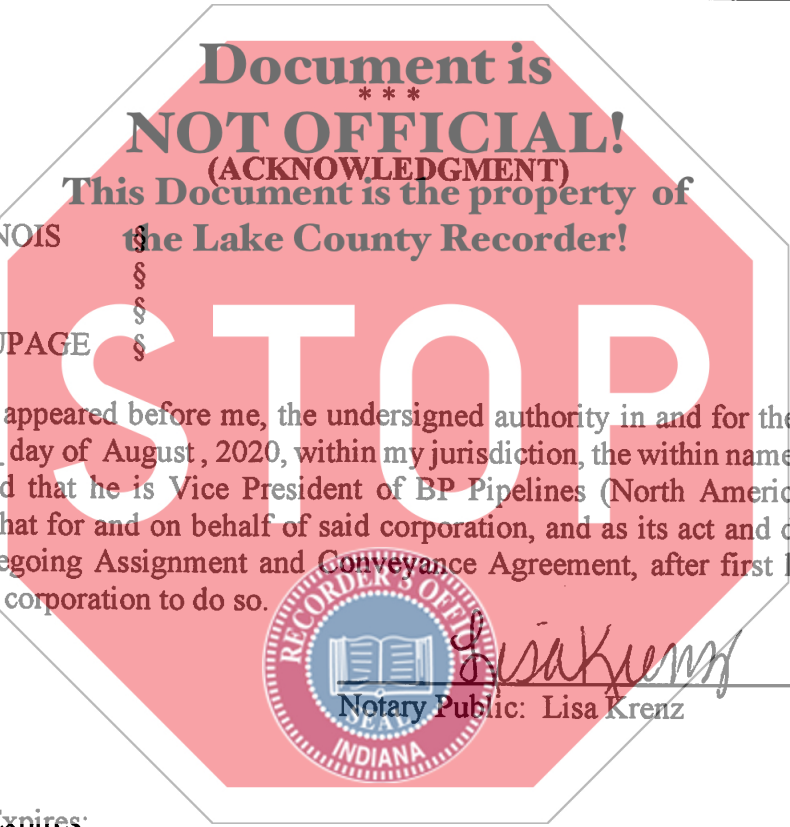 Document is
* * *
NOT OFFICIAL!
(ACKNOWLEDGMENT)
This Document is the property of
NOIS § the Lake County Recorder!
§
§
UPAGE §
STOP
appeared before me, the undersigned authority in and for the
day of August , 2020, within my jurisdiction, the within name
d that he is Vice President of BP Pipelines (North Americ
hat for and on behalf of said corporation, and as its act and
egoing Assignment and Conveyance Agreement, after first
corporation to do so.
RECORDER'S OFFICE
SEAL
INDIANA
Lisa Krenz
Notary Public: Lisa Krenz
Expires: